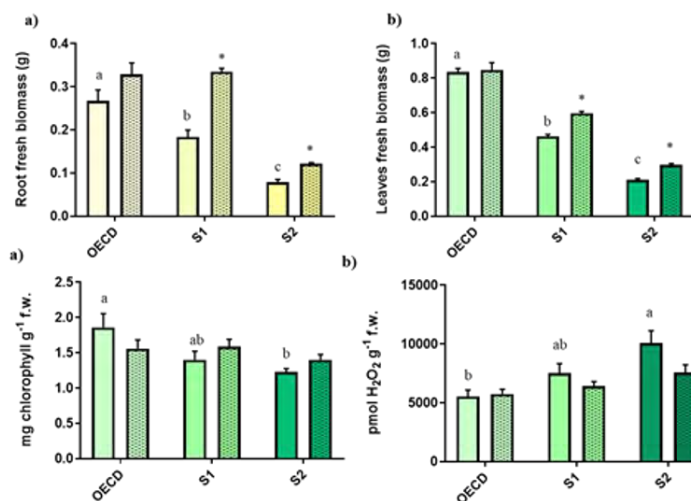 a)
Root fresh biomass (g)
0.4
0.3
0.2
0.1
0.0
a
b
*
c
*
OECD
S1
S2
b)
Leaves fresh biomass (g)
1.0
0.8
0.6
0.4
0.2
0.0
a
b
*
c
*
OECD
S1
S2
a)
mg chlorophyll g⁻¹ f.w.
2.5
2.0
1.5
1.0
0.5
0.0
a
ab
b
OECD
S1
S2
b)
pmol H₂O₂ g⁻¹ f.w.
15000
10000
5000
0
b
ab
a
OECD
S1
S2